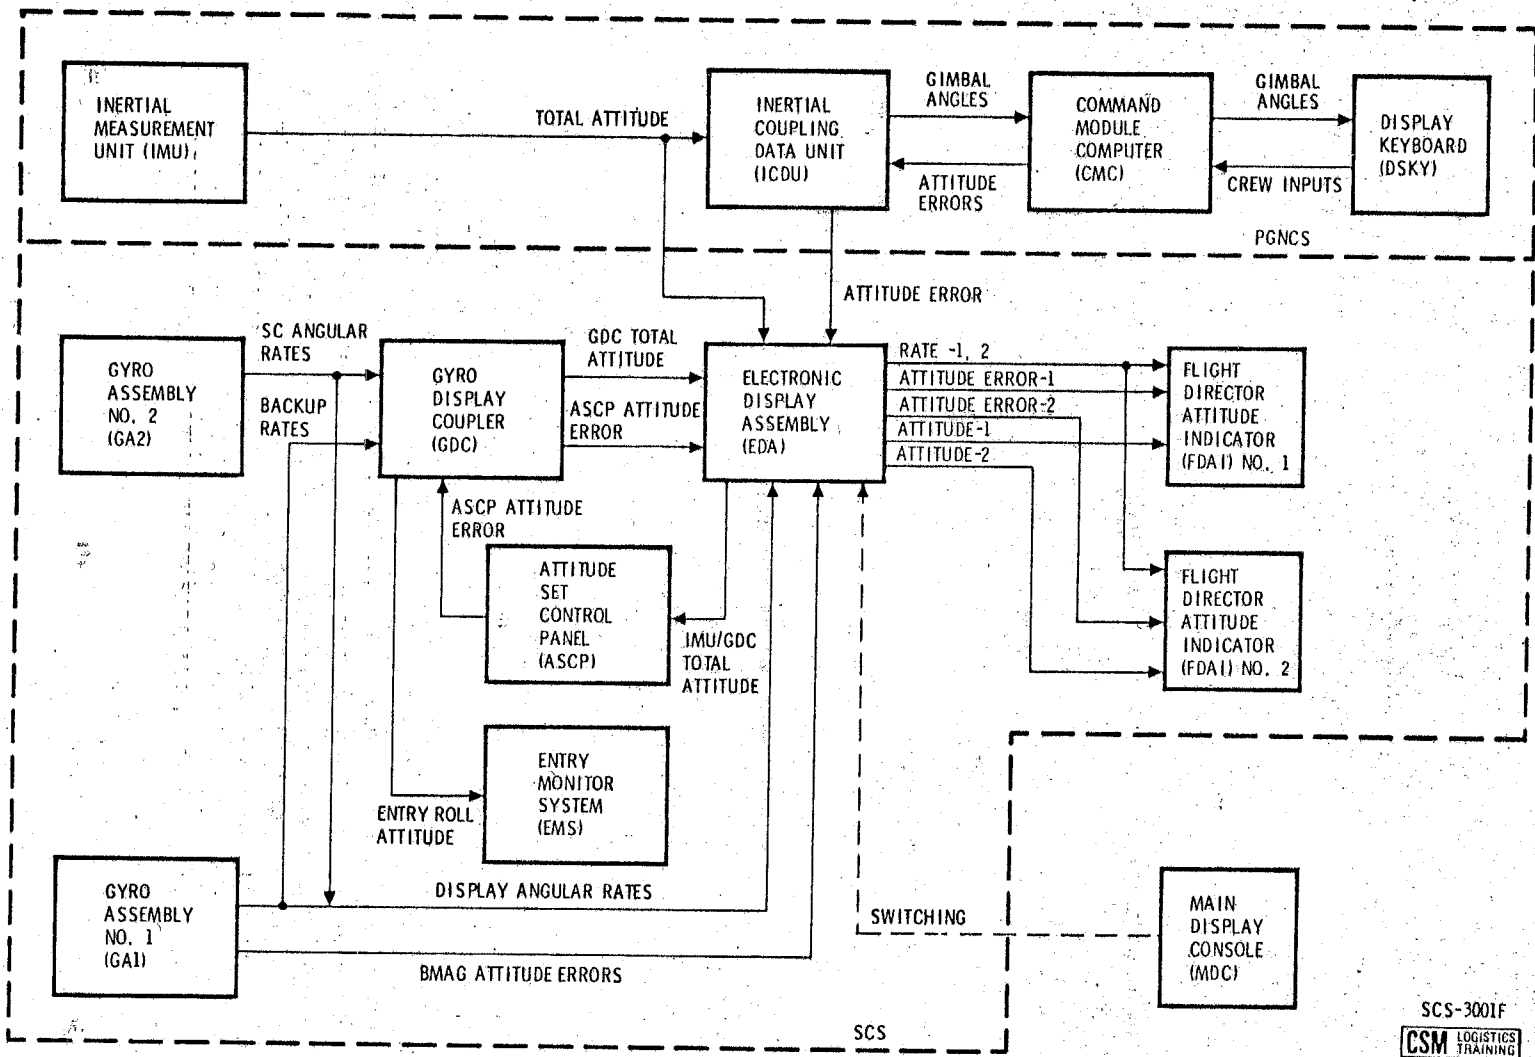 INERTIAL
MEASUREMENT
UNIT (IMU)
TOTAL ATTITUDE
INERTIAL
COUPLING
DATA UNIT
(ICDU)
GIMBAL
ANGLES
ATTITUDE
ERRORS
COMMAND
MODULE
COMPUTER
(CMC)
GIMBAL
ANGLES
CREW INPUTS
DISPLAY
KEYBOARD
(DSKY)
PGNCS
ATTITUDE ERROR
GYRO
ASSEMBLY
NO. 2
(GA2)
SC ANGULAR
RATES
BACKUP
RATES
GYRO
DISPLAY
COUPLER
(GDC)
GDC TOTAL
ATTITUDE
ASCP ATTITUDE
ERROR
ELECTRONIC
DISPLAY
ASSEMBLY
(EDA)
RATE -1, 2
ATTITUDE ERROR-1
ATTITUDE ERROR-2
ATTITUDE-1
ATTITUDE-2
FLIGHT
DIRECTOR
ATTITUDE
INDICATOR
(FDAI) NO. 1
ASCP ATTITUDE
ERROR
ATTITUDE
SET
CONTROL
PANEL
(ASCP)
IMU/GDC
TOTAL
ATTITUDE
FLIGHT
DIRECTOR
ATTITUDE
INDICATOR
(FDAI) NO. 2
ENTRY
MONITOR
SYSTEM
(EMS)
ENTRY ROLL
ATTITUDE
GYRO
ASSEMBLY
NO. 1
(GA1)
DISPLAY ANGULAR RATES
BMAG ATTITUDE ERRORS
SWITCHING
MAIN
DISPLAY
CONSOLE
(MDC)
SCS
SCS-3001F
CSM LOGISTICS
TRAINING